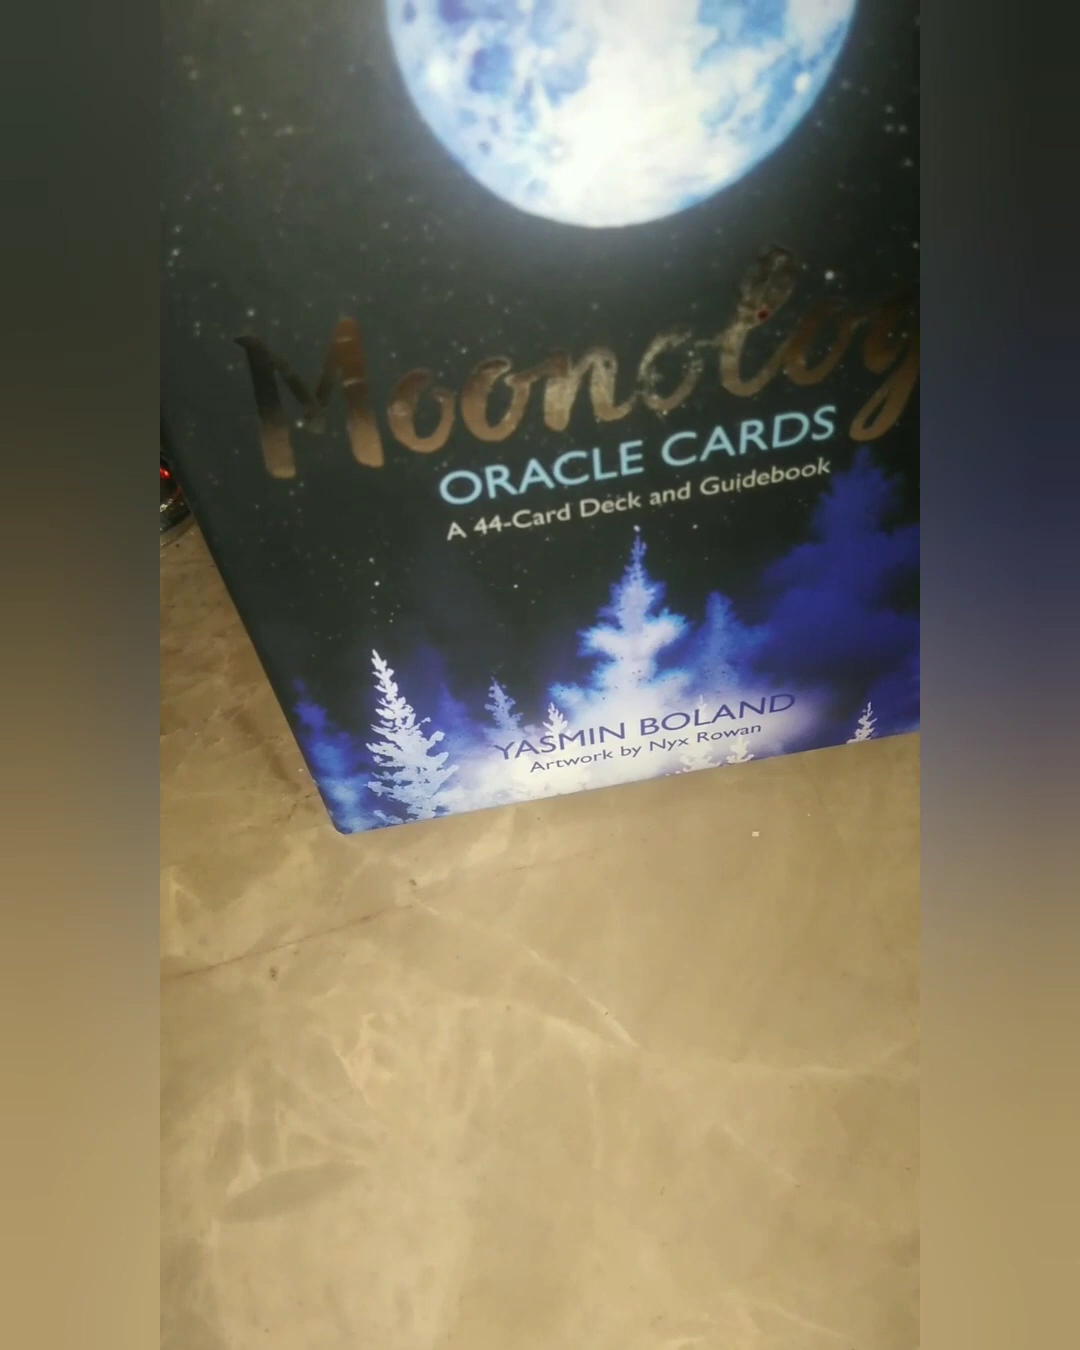 Moonolog
ORACLE CARDS
A 44-Card Deck and Guidebook
YASMIN BOLAND
Artwork by Nyx Rowan